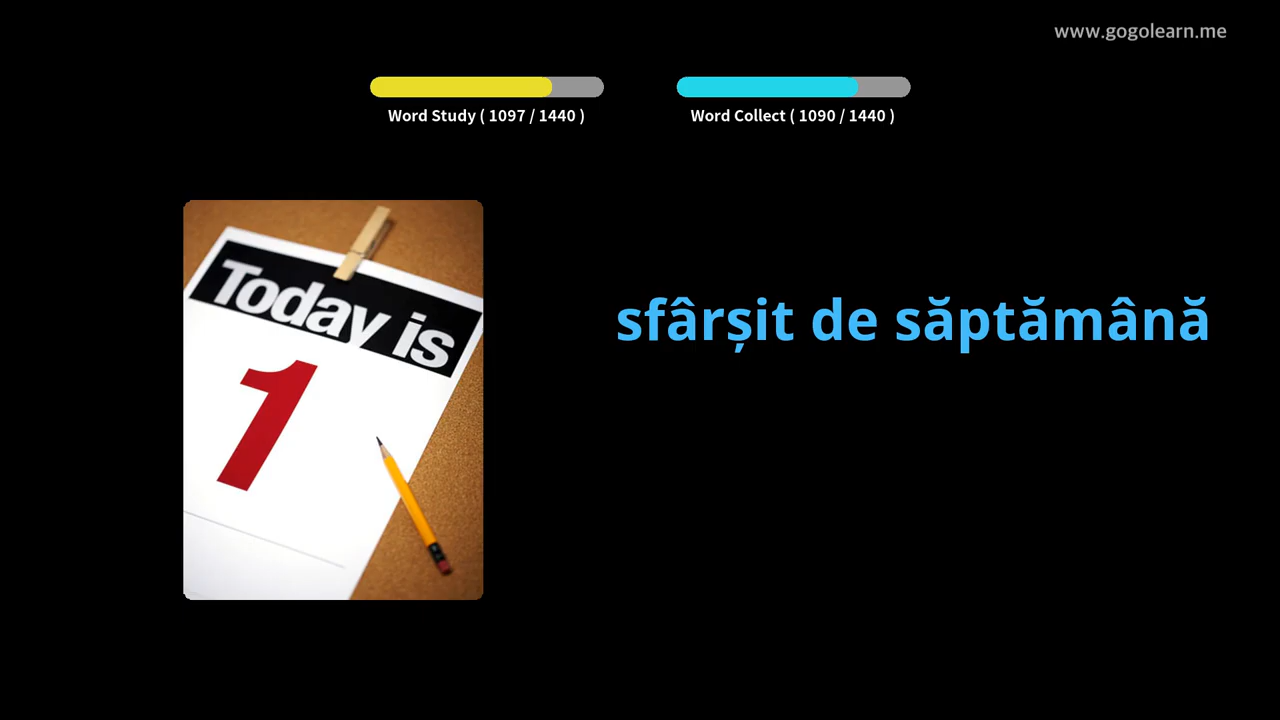 www.gogolearn.me
Word Study ( 1097 / 1440 )
Word Collect ( 1090 / 1440 )
Today is
1
sfârșit de săptămână